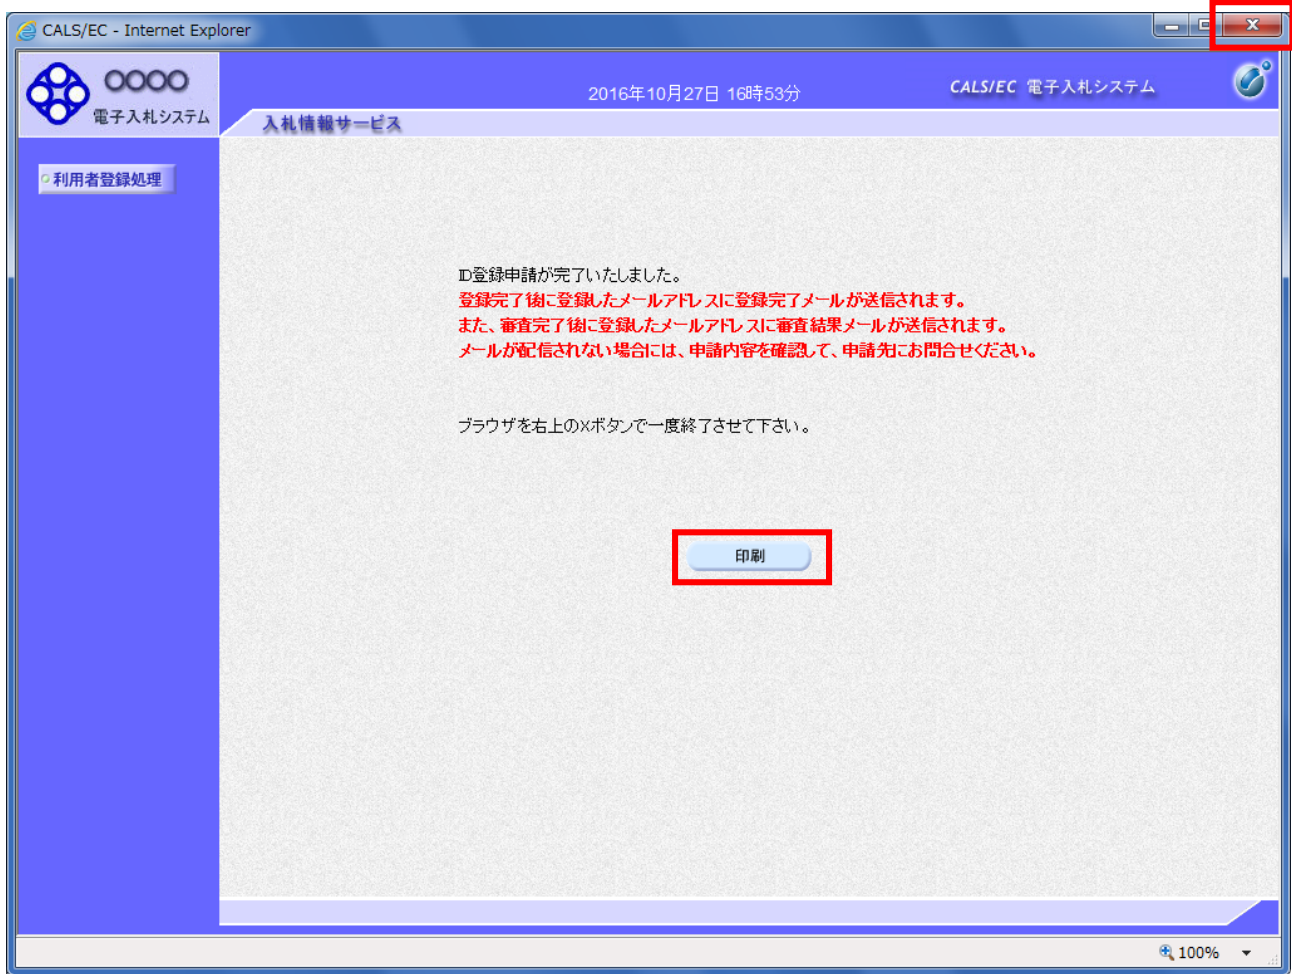 CALS/EC - Internet Explorer
○○○○
電子入札システム
2016年10月27日 16時53分
CALS/EC 電子入札システム
入札情報サービス
利用者登録処理
ID登録申請が完了いたしました。
登録完了後に登録したメールアドレスに登録完了メールが送信されます。
また、審査完了後に登録したメールアドレスに審査結果メールが送信されます。
メールが配信されない場合には、申請内容を確認して、申請先にお問合せください。
ブラウザを右上のXボタンで一度終了させて下さい。
印刷
100%